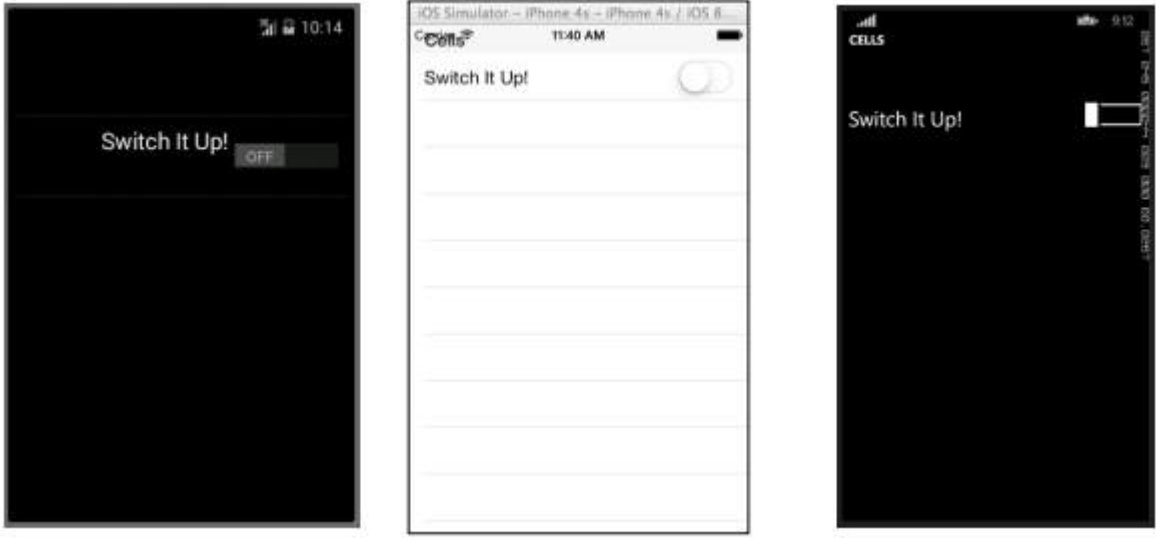 10:14
Switch It Up!
OFF
iOS Simulator – iPhone 4s – iPhone 4s / iOS 8...
Cells
11:40 AM
Switch It Up!
9:12
CELLS
Switch It Up!